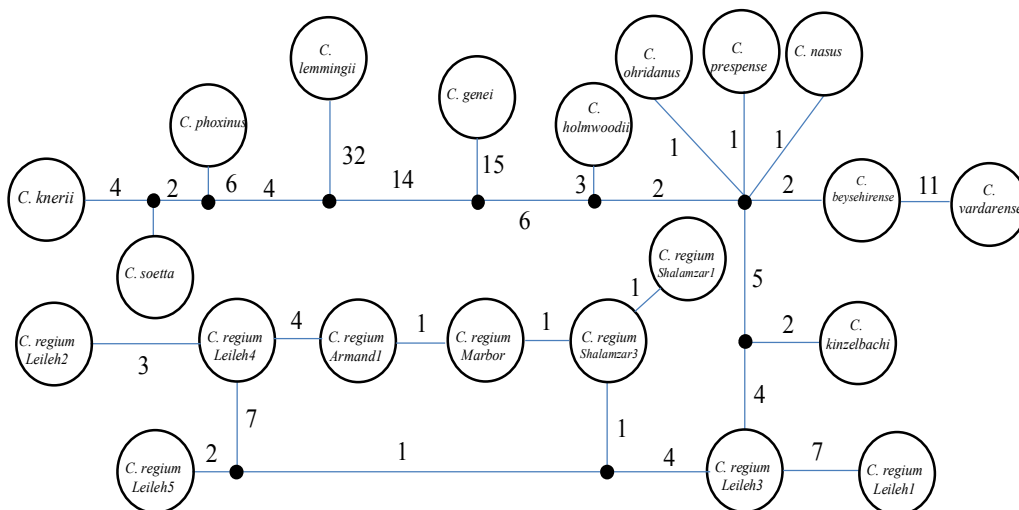 C.
lemmingii
C.
ohridanus
C.
prespense
C. nasus
C. genei
C. phoxinus
C.
holmwoodii
32
15
1
1
1
C. knerii
4
2
6
4
14
3
6
2
2
C.
beysehirense
11
C.
vardarense
C. soetta
C. regium
Shalamzar1
1
5
C. regium
Leileh2
3
C. regium
Leileh4
4
C. regium
Armand1
1
C. regium
Marbor
1
C. regium
Shalamzar3
2
C.
kinzelbachi
7
1
4
C. regium
Leileh5
2
1
4
C. regium
Leileh3
7
C. regium
Leileh1